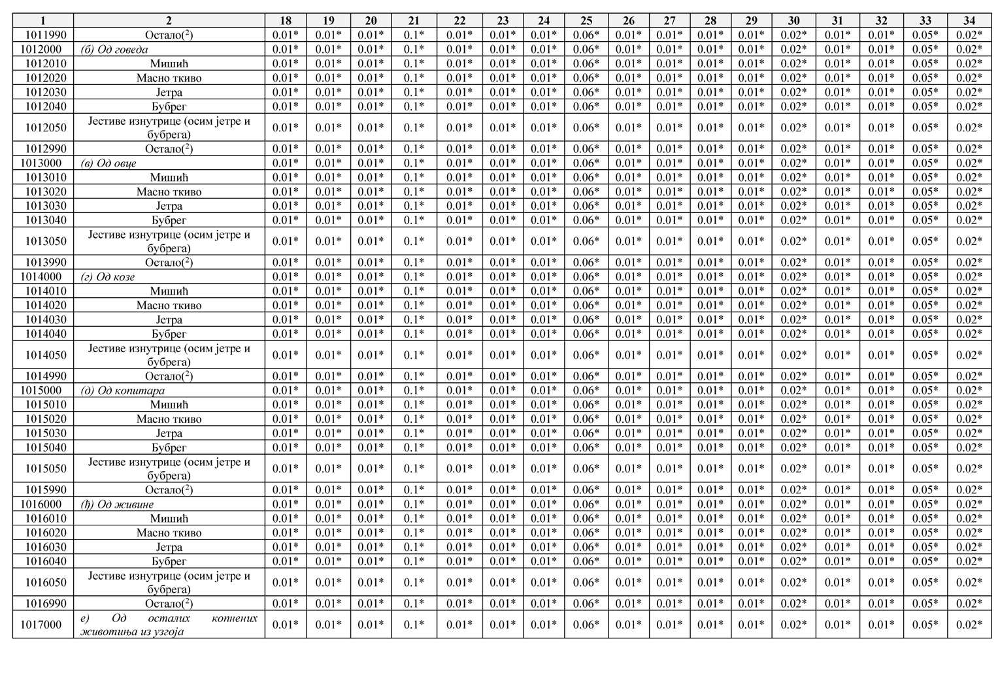 1 2 18 19 20 21 22 23 24 25 26 27 28 29 30 31 32 33 34
1011990 Остало(²) 0.01* 0.01* 0.01* 0.1* 0.01* 0.01* 0.01* 0.06* 0.01* 0.01* 0.01* 0.01* 0.02* 0.01* 0.01* 0.05* 0.02*
1012000 (б) Од говеда 0.01* 0.01* 0.01* 0.1* 0.01* 0.01* 0.01* 0.06* 0.01* 0.01* 0.01* 0.01* 0.02* 0.01* 0.01* 0.05* 0.02*
1012010 Мишић 0.01* 0.01* 0.01* 0.1* 0.01* 0.01* 0.01* 0.06* 0.01* 0.01* 0.01* 0.01* 0.02* 0.01* 0.01* 0.05* 0.02*
1012020 Масно ткиво 0.01* 0.01* 0.01* 0.1* 0.01* 0.01* 0.01* 0.06* 0.01* 0.01* 0.01* 0.01* 0.02* 0.01* 0.01* 0.05* 0.02*
1012030 Јетра 0.01* 0.01* 0.01* 0.1* 0.01* 0.01* 0.01* 0.06* 0.01* 0.01* 0.01* 0.01* 0.02* 0.01* 0.01* 0.05* 0.02*
1012040 Бубрег 0.01* 0.01* 0.01* 0.1* 0.01* 0.01* 0.01* 0.06* 0.01* 0.01* 0.01* 0.01* 0.02* 0.01* 0.01* 0.05* 0.02*
1012050 Јестиве изнутрице (осим јетре и
бубрега) 0.01* 0.01* 0.01* 0.1* 0.01* 0.01* 0.01* 0.06* 0.01* 0.01* 0.01* 0.01* 0.02* 0.01* 0.01* 0.05* 0.02*
1012990 Остало(²) 0.01* 0.01* 0.01* 0.1* 0.01* 0.01* 0.01* 0.06* 0.01* 0.01* 0.01* 0.01* 0.02* 0.01* 0.01* 0.05* 0.02*
1013000 (в) Од овце 0.01* 0.01* 0.01* 0.1* 0.01* 0.01* 0.01* 0.06* 0.01* 0.01* 0.01* 0.01* 0.02* 0.01* 0.01* 0.05* 0.02*
1013010 Мишић 0.01* 0.01* 0.01* 0.1* 0.01* 0.01* 0.01* 0.06* 0.01* 0.01* 0.01* 0.01* 0.02* 0.01* 0.01* 0.05* 0.02*
1013020 Масно ткиво 0.01* 0.01* 0.01* 0.1* 0.01* 0.01* 0.01* 0.06* 0.01* 0.01* 0.01* 0.01* 0.02* 0.01* 0.01* 0.05* 0.02*
1013030 Јетра 0.01* 0.01* 0.01* 0.1* 0.01* 0.01* 0.01* 0.06* 0.01* 0.01* 0.01* 0.01* 0.02* 0.01* 0.01* 0.05* 0.02*
1013040 Бубрег 0.01* 0.01* 0.01* 0.1* 0.01* 0.01* 0.01* 0.06* 0.01* 0.01* 0.01* 0.01* 0.02* 0.01* 0.01* 0.05* 0.02*
1013050 Јестиве изнутрице (осим јетре и
бубрега) 0.01* 0.01* 0.01* 0.1* 0.01* 0.01* 0.01* 0.06* 0.01* 0.01* 0.01* 0.01* 0.02* 0.01* 0.01* 0.05* 0.02*
1013990 Остало(²) 0.01* 0.01* 0.01* 0.1* 0.01* 0.01* 0.01* 0.06* 0.01* 0.01* 0.01* 0.01* 0.02* 0.01* 0.01* 0.05* 0.02*
1014000 (г) Од козе 0.01* 0.01* 0.01* 0.1* 0.01* 0.01* 0.01* 0.06* 0.01* 0.01* 0.01* 0.01* 0.02* 0.01* 0.01* 0.05* 0.02*
1014010 Мишић 0.01* 0.01* 0.01* 0.1* 0.01* 0.01* 0.01* 0.06* 0.01* 0.01* 0.01* 0.01* 0.02* 0.01* 0.01* 0.05* 0.02*
1014020 Масно ткиво 0.01* 0.01* 0.01* 0.1* 0.01* 0.01* 0.01* 0.06* 0.01* 0.01* 0.01* 0.01* 0.02* 0.01* 0.01* 0.05* 0.02*
1014030 Јетра 0.01* 0.01* 0.01* 0.1* 0.01* 0.01* 0.01* 0.06* 0.01* 0.01* 0.01* 0.01* 0.02* 0.01* 0.01* 0.05* 0.02*
1014040 Бубрег 0.01* 0.01* 0.01* 0.1* 0.01* 0.01* 0.01* 0.06* 0.01* 0.01* 0.01* 0.01* 0.02* 0.01* 0.01* 0.05* 0.02*
1014050 Јестиве изнутрице (осим јетре и
бубрега) 0.01* 0.01* 0.01* 0.1* 0.01* 0.01* 0.01* 0.06* 0.01* 0.01* 0.01* 0.01* 0.02* 0.01* 0.01* 0.05* 0.02*
1014990 Остало(²) 0.01* 0.01* 0.01* 0.1* 0.01* 0.01* 0.01* 0.06* 0.01* 0.01* 0.01* 0.01* 0.02* 0.01* 0.01* 0.05* 0.02*
1015000 (д) Од копитара 0.01* 0.01* 0.01* 0.1* 0.01* 0.01* 0.01* 0.06* 0.01* 0.01* 0.01* 0.01* 0.02* 0.01* 0.01* 0.05* 0.02*
1015010 Мишић 0.01* 0.01* 0.01* 0.1* 0.01* 0.01* 0.01* 0.06* 0.01* 0.01* 0.01* 0.01* 0.02* 0.01* 0.01* 0.05* 0.02*
1015020 Масно ткиво 0.01* 0.01* 0.01* 0.1* 0.01* 0.01* 0.01* 0.06* 0.01* 0.01* 0.01* 0.01* 0.02* 0.01* 0.01* 0.05* 0.02*
1015030 Јетра 0.01* 0.01* 0.01* 0.1* 0.01* 0.01* 0.01* 0.06* 0.01* 0.01* 0.01* 0.01* 0.02* 0.01* 0.01* 0.05* 0.02*
1015040 Бубрег 0.01* 0.01* 0.01* 0.1* 0.01* 0.01* 0.01* 0.06* 0.01* 0.01* 0.01* 0.01* 0.02* 0.01* 0.01* 0.05* 0.02*
1015050 Јестиве изнутрице (осим јетре и
бубрега) 0.01* 0.01* 0.01* 0.1* 0.01* 0.01* 0.01* 0.06* 0.01* 0.01* 0.01* 0.01* 0.02* 0.01* 0.01* 0.05* 0.02*
1015990 Остало(²) 0.01* 0.01* 0.01* 0.1* 0.01* 0.01* 0.01* 0.06* 0.01* 0.01* 0.01* 0.01* 0.02* 0.01* 0.01* 0.05* 0.02*
1016000 (ђ) Од живине 0.01* 0.01* 0.01* 0.1* 0.01* 0.01* 0.01* 0.06* 0.01* 0.01* 0.01* 0.01* 0.02* 0.01* 0.01* 0.05* 0.02*
1016010 Мишић 0.01* 0.01* 0.01* 0.1* 0.01* 0.01* 0.01* 0.06* 0.01* 0.01* 0.01* 0.01* 0.02* 0.01* 0.01* 0.05* 0.02*
1016020 Масно ткиво 0.01* 0.01* 0.01* 0.1* 0.01* 0.01* 0.01* 0.06* 0.01* 0.01* 0.01* 0.01* 0.02* 0.01* 0.01* 0.05* 0.02*
1016030 Јетра 0.01* 0.01* 0.01* 0.1* 0.01* 0.01* 0.01* 0.06* 0.01* 0.01* 0.01* 0.01* 0.02* 0.01* 0.01* 0.05* 0.02*
1016040 Бубрег 0.01* 0.01* 0.01* 0.1* 0.01* 0.01* 0.01* 0.06* 0.01* 0.01* 0.01* 0.01* 0.02* 0.01* 0.01* 0.05* 0.02*
1016050 Јестиве изнутрице (осим јетре и
бубрега) 0.01* 0.01* 0.01* 0.1* 0.01* 0.01* 0.01* 0.06* 0.01* 0.01* 0.01* 0.01* 0.02* 0.01* 0.01* 0.05* 0.02*
1016990 Остало(²) 0.01* 0.01* 0.01* 0.1* 0.01* 0.01* 0.01* 0.06* 0.01* 0.01* 0.01* 0.01* 0.02* 0.01* 0.01* 0.05* 0.02*
1017000 е) Од осталих копнених
животиња из узгоја 0.01* 0.01* 0.01* 0.1* 0.01* 0.01* 0.01* 0.06* 0.01* 0.01* 0.01* 0.01* 0.02* 0.01* 0.01* 0.05* 0.02*